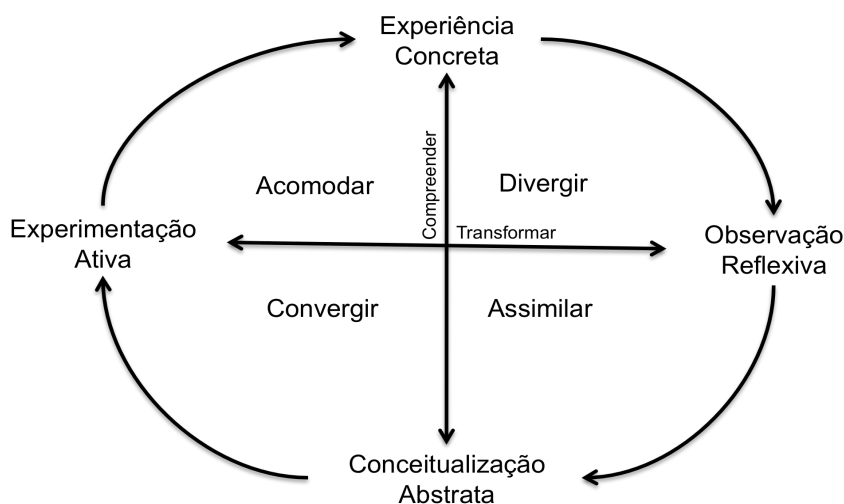 Experiência
Concreta
Compreender
Acomodar
Divergir
Experimentação
Ativa
Transformar
Observação
Reflexiva
Convergir
Assimilar
Conceitualização
Abstrata